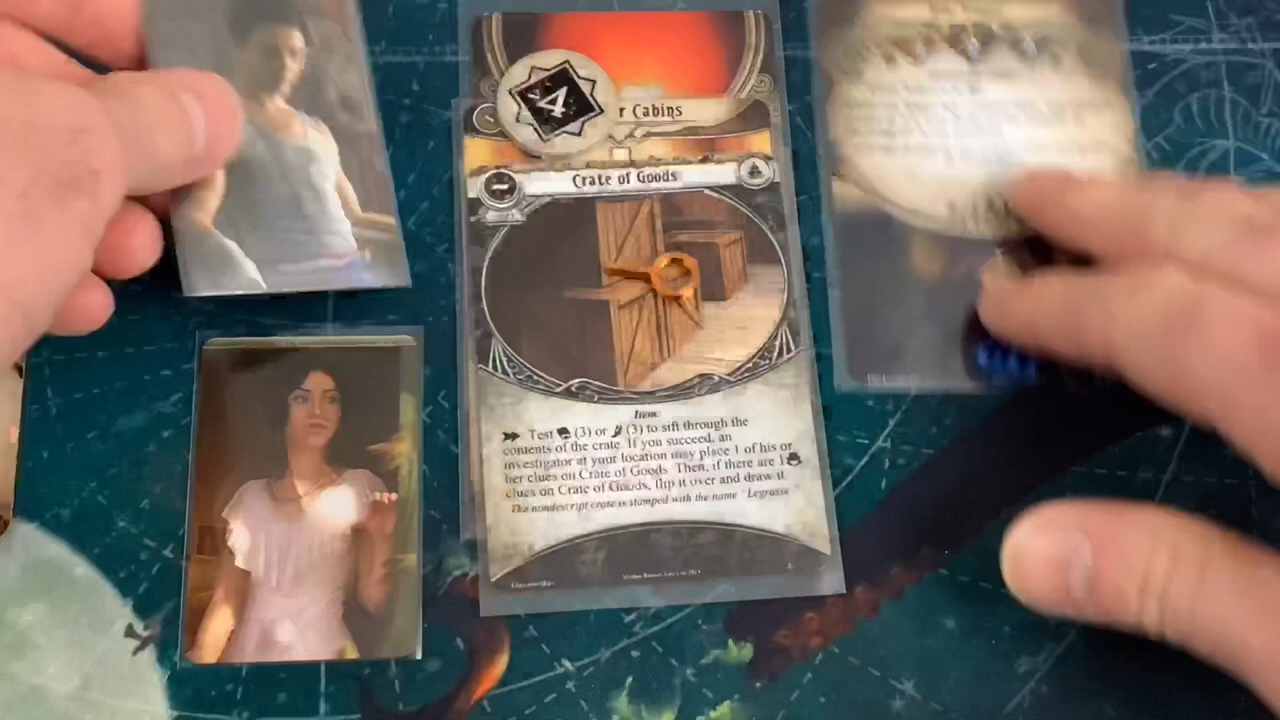 4
r Cabins
Crate of Goods
Item.
Test (3) or (3) to sift through the
contents of the crate. If you succeed, an
investigator at your location may place 1 of his or
her clues on Crate of Goods. Then, if there are 1
clues on Crate of Goods, flip it over and draw it.
The nondescript crate is stamped with the name "Legrasse"